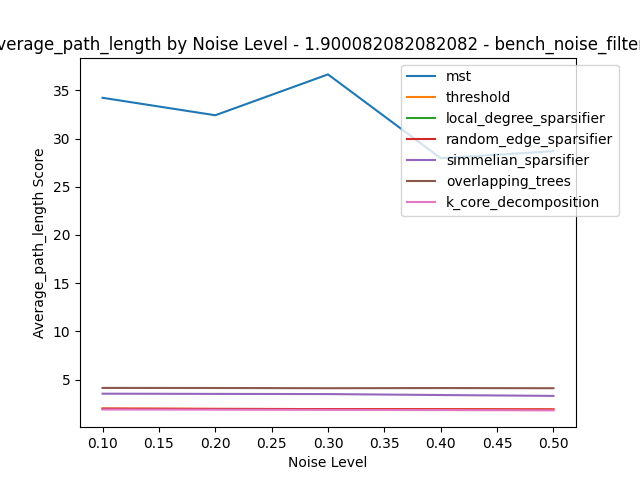 verage_path_length by Noise Level - 1.900082082082082 - bench_noise_filter
mst
threshold
local_degree_sparsifier
random_edge_sparsifier
simmelian_sparsifier
overlapping_trees
k_core_decomposition
Average_path_length Score
35
30
25
20
15
10
5
0.10 0.15 0.20 0.25 0.30 0.35 0.40 0.45 0.50
Noise Level